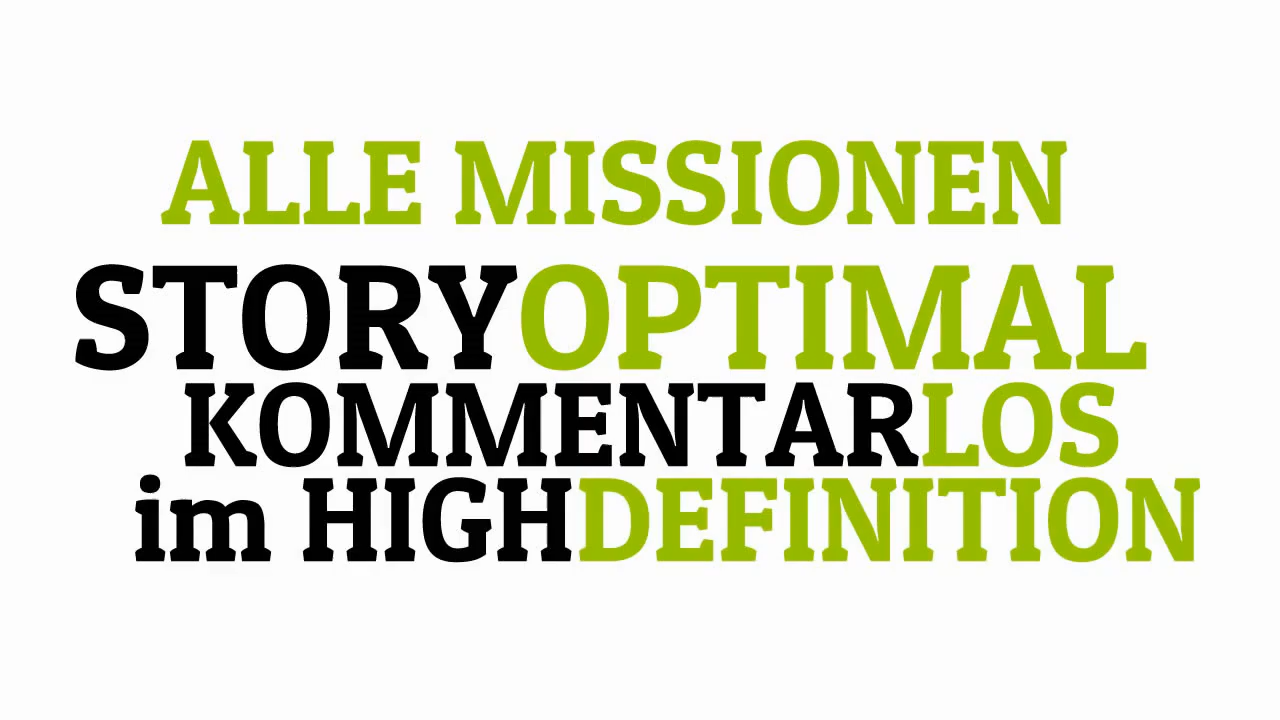 ALLE MISSIONEN
STORYOPTIMAL
KOMMENTARLOS
im HIGHDEFINITION